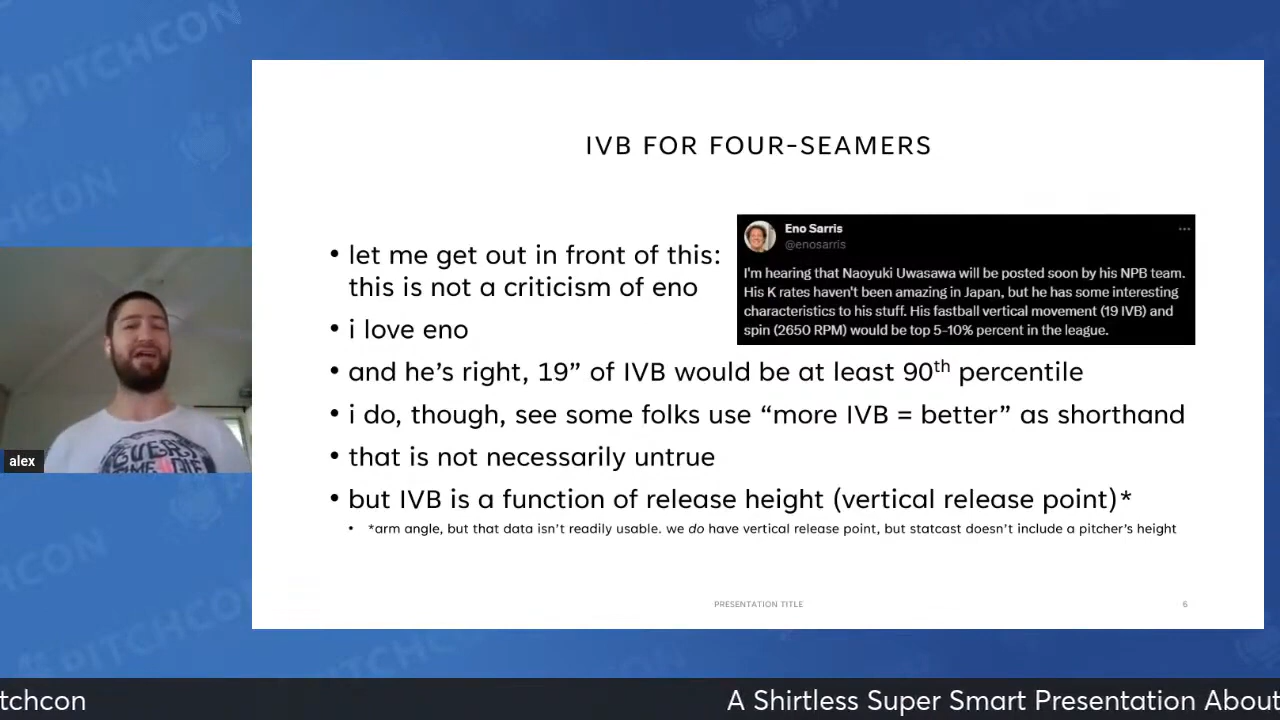 PITCHCON
IVB FOR FOUR-SEAMERS
• let me get out in front of this:
this is not a criticism of eno
• i love eno
• and he's right, 19” of IVB would be at least 90th percentile
• i do, though, see some folks use “more IVB = better” as shorthand
• that is not necessarily untrue
• but IVB is a function of release height (vertical release point)*
• *arm angle, but that data isn't readily usable. we do have vertical release point, but statcast doesn't include a pitcher's height
Eno Sarris
@enosarris
I'm hearing that Naoyuki Uwasawa will be posted soon by his NPB team.
His K rates haven't been amazing in Japan, but he has some interesting
characteristics to his stuff. His fastball vertical movement (19 IVB) and
spin (2650 RPM) would be top 5-10% percent in the league.
EVERY
TIME I DIE
alex
PRESENTATION TITLE
tchcon
A Shirtless Super Smart Presentation About